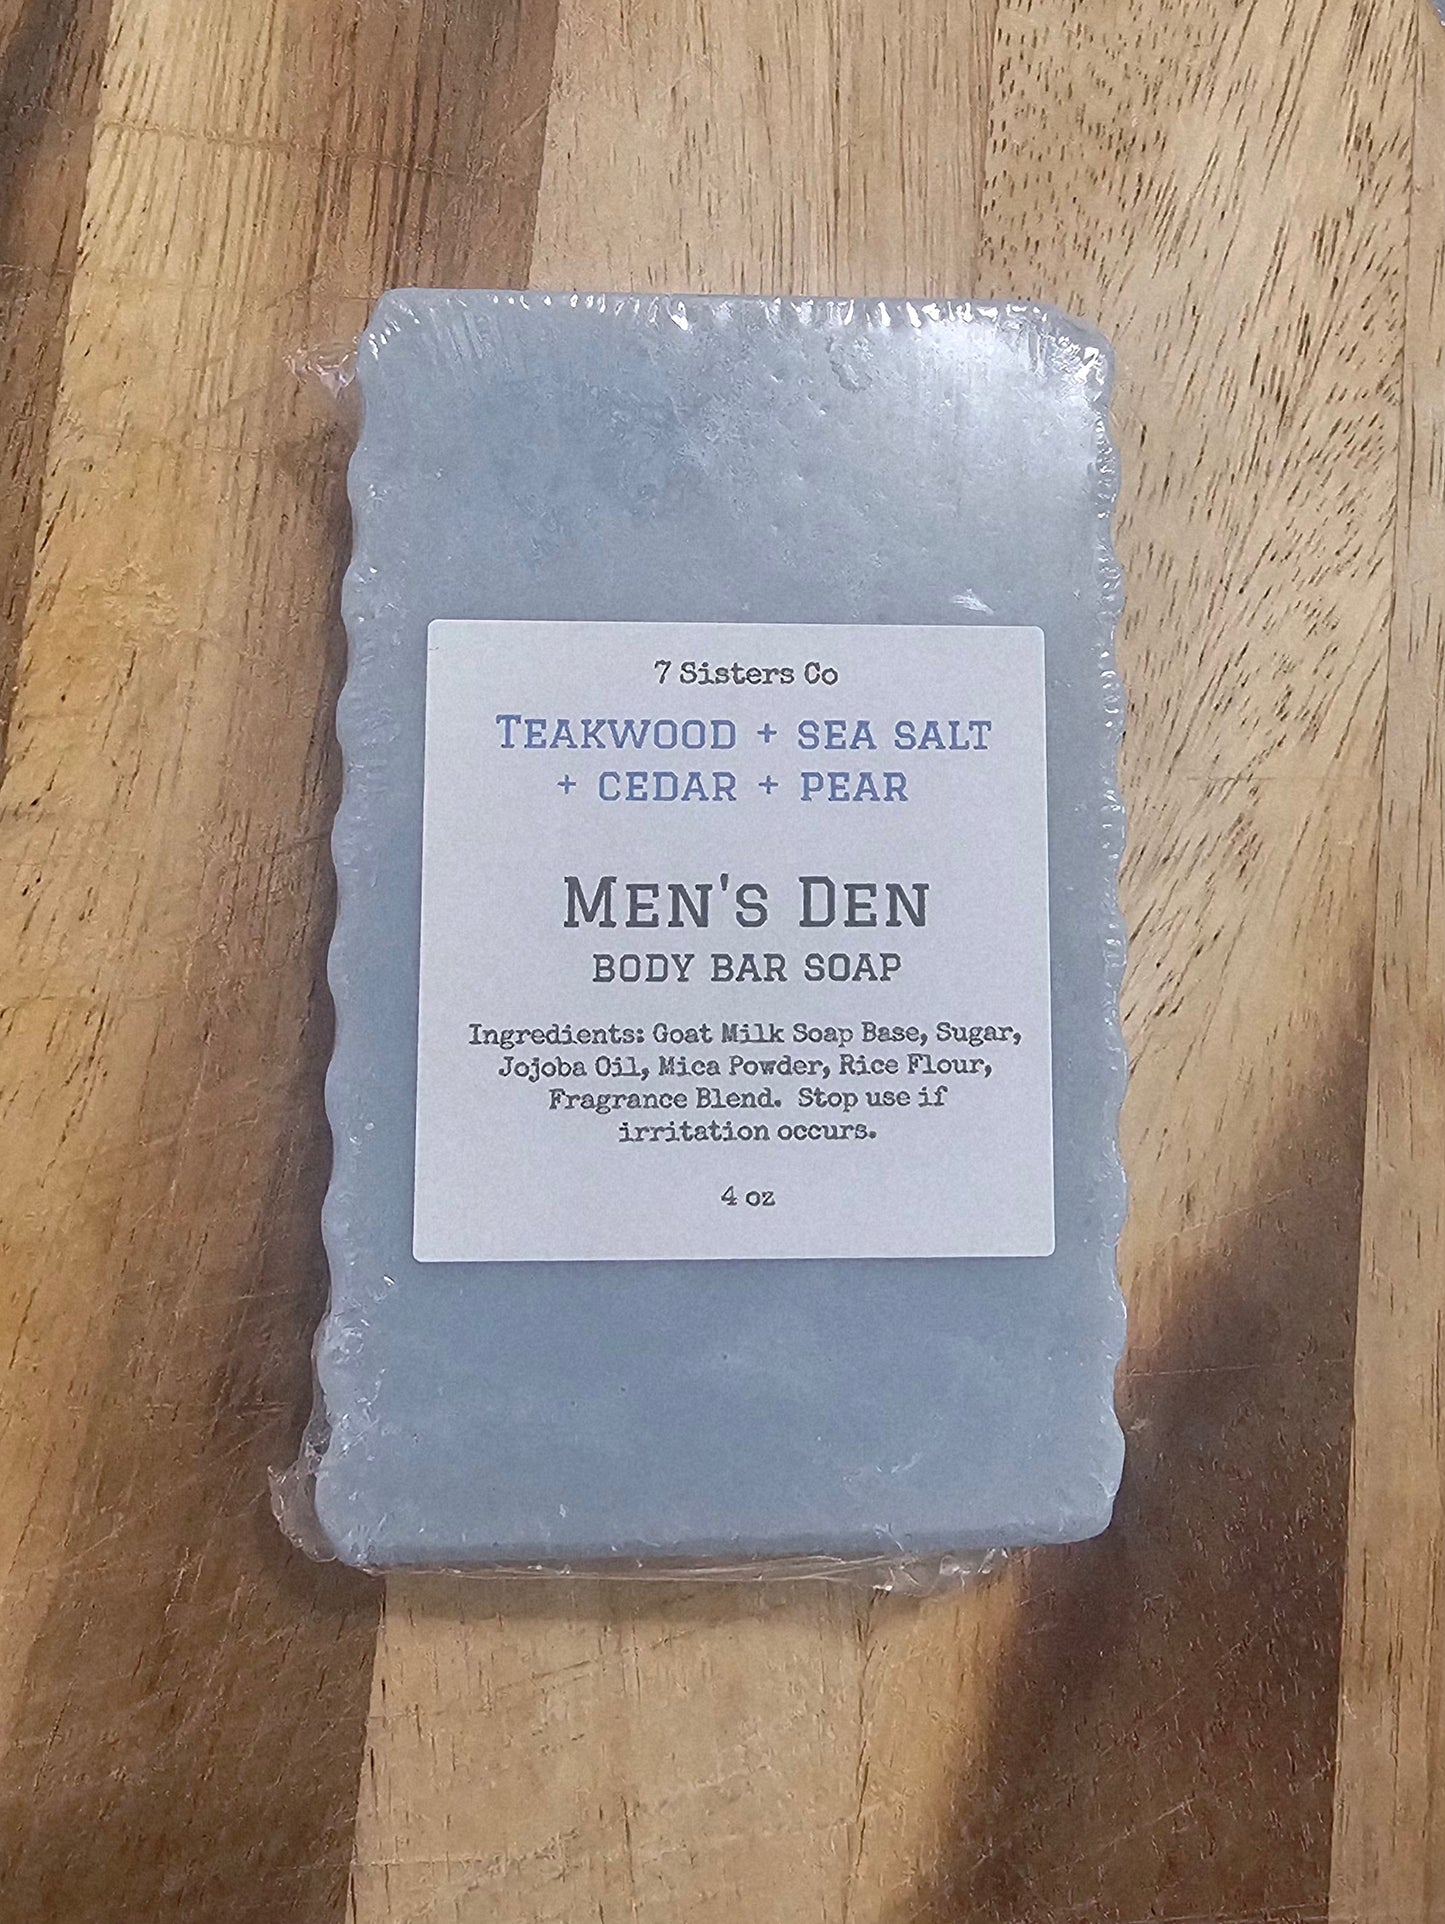 7 Sisters Co
Teakwood + sea salt
+ cedar + pear
Men's Den
body bar soap
Ingredients: Goat Milk Soap Base, Sugar,
Jojoba Oil, Mica Powder, Rice Flour,
Fragrance Blend.  Stop use if
irritation occurs.
4 oz